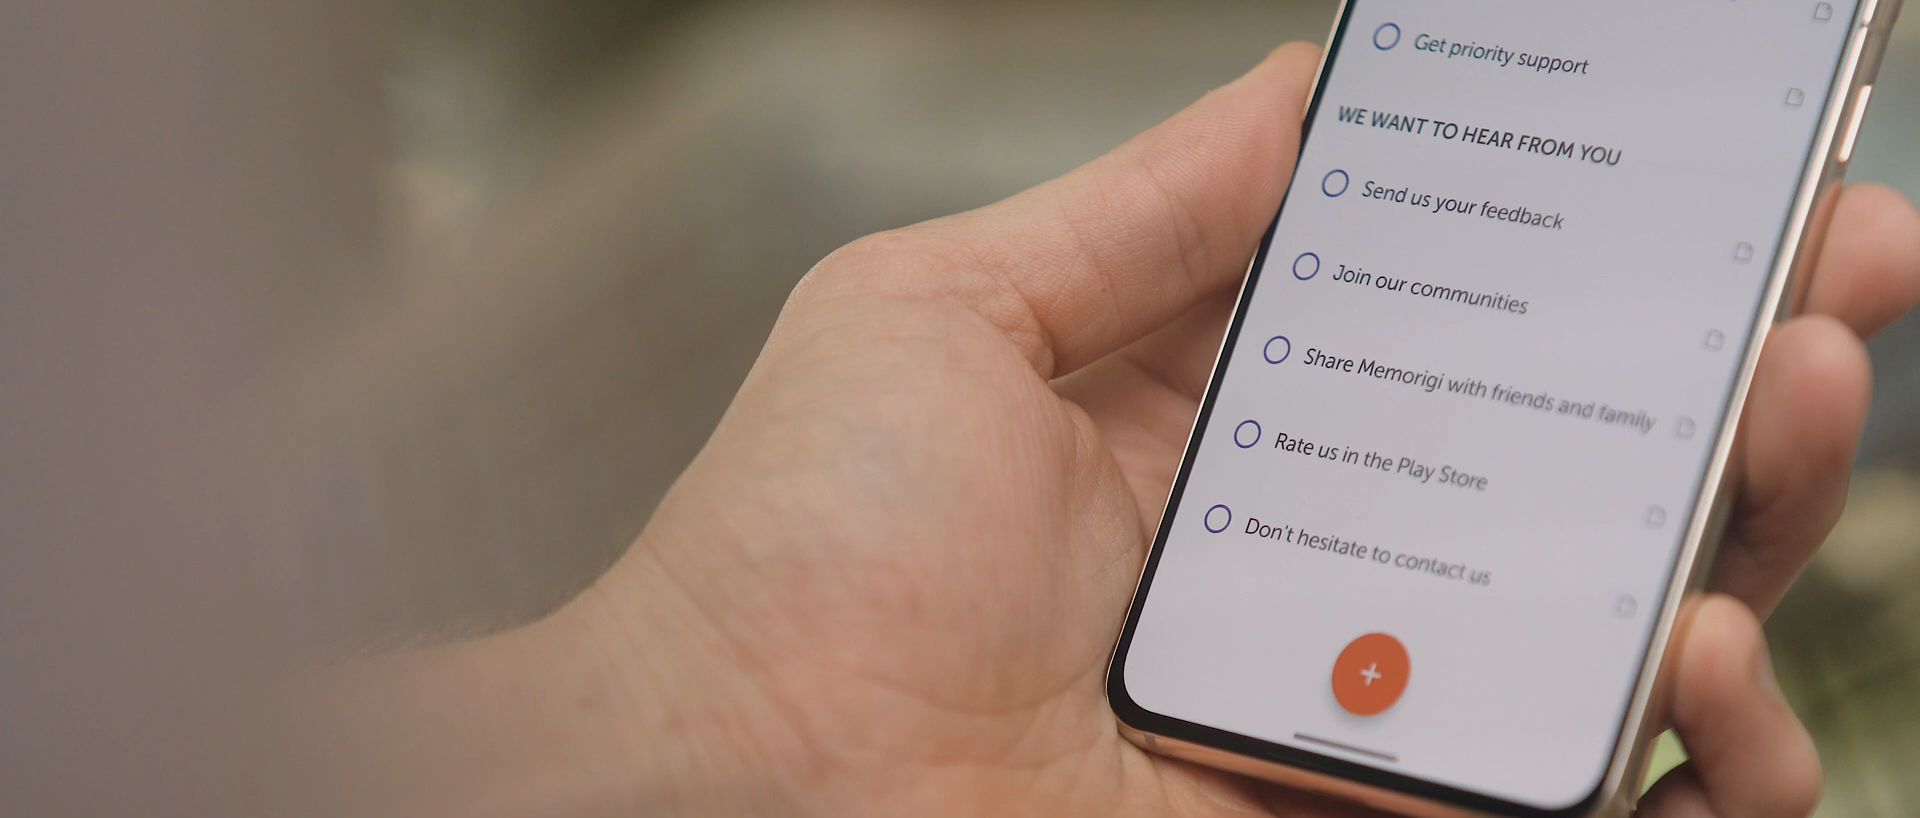 Get priority support
WE WANT TO HEAR FROM YOU
Send us your feedback
Join our communities
Share Memorigi with friends and family
Rate us in the Play Store
Don't hesitate to contact us
+